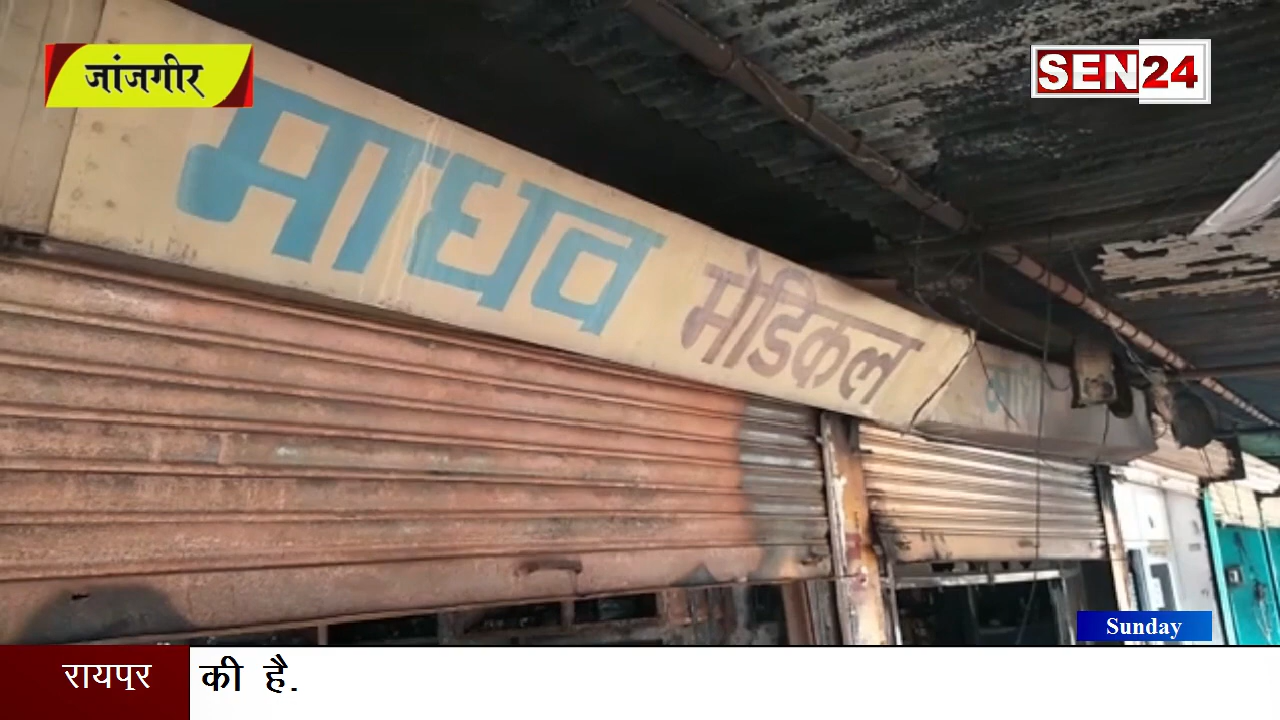 जांजगीर
SEN24
माधव मेडिकल
Sunday
रायपुर
की है.